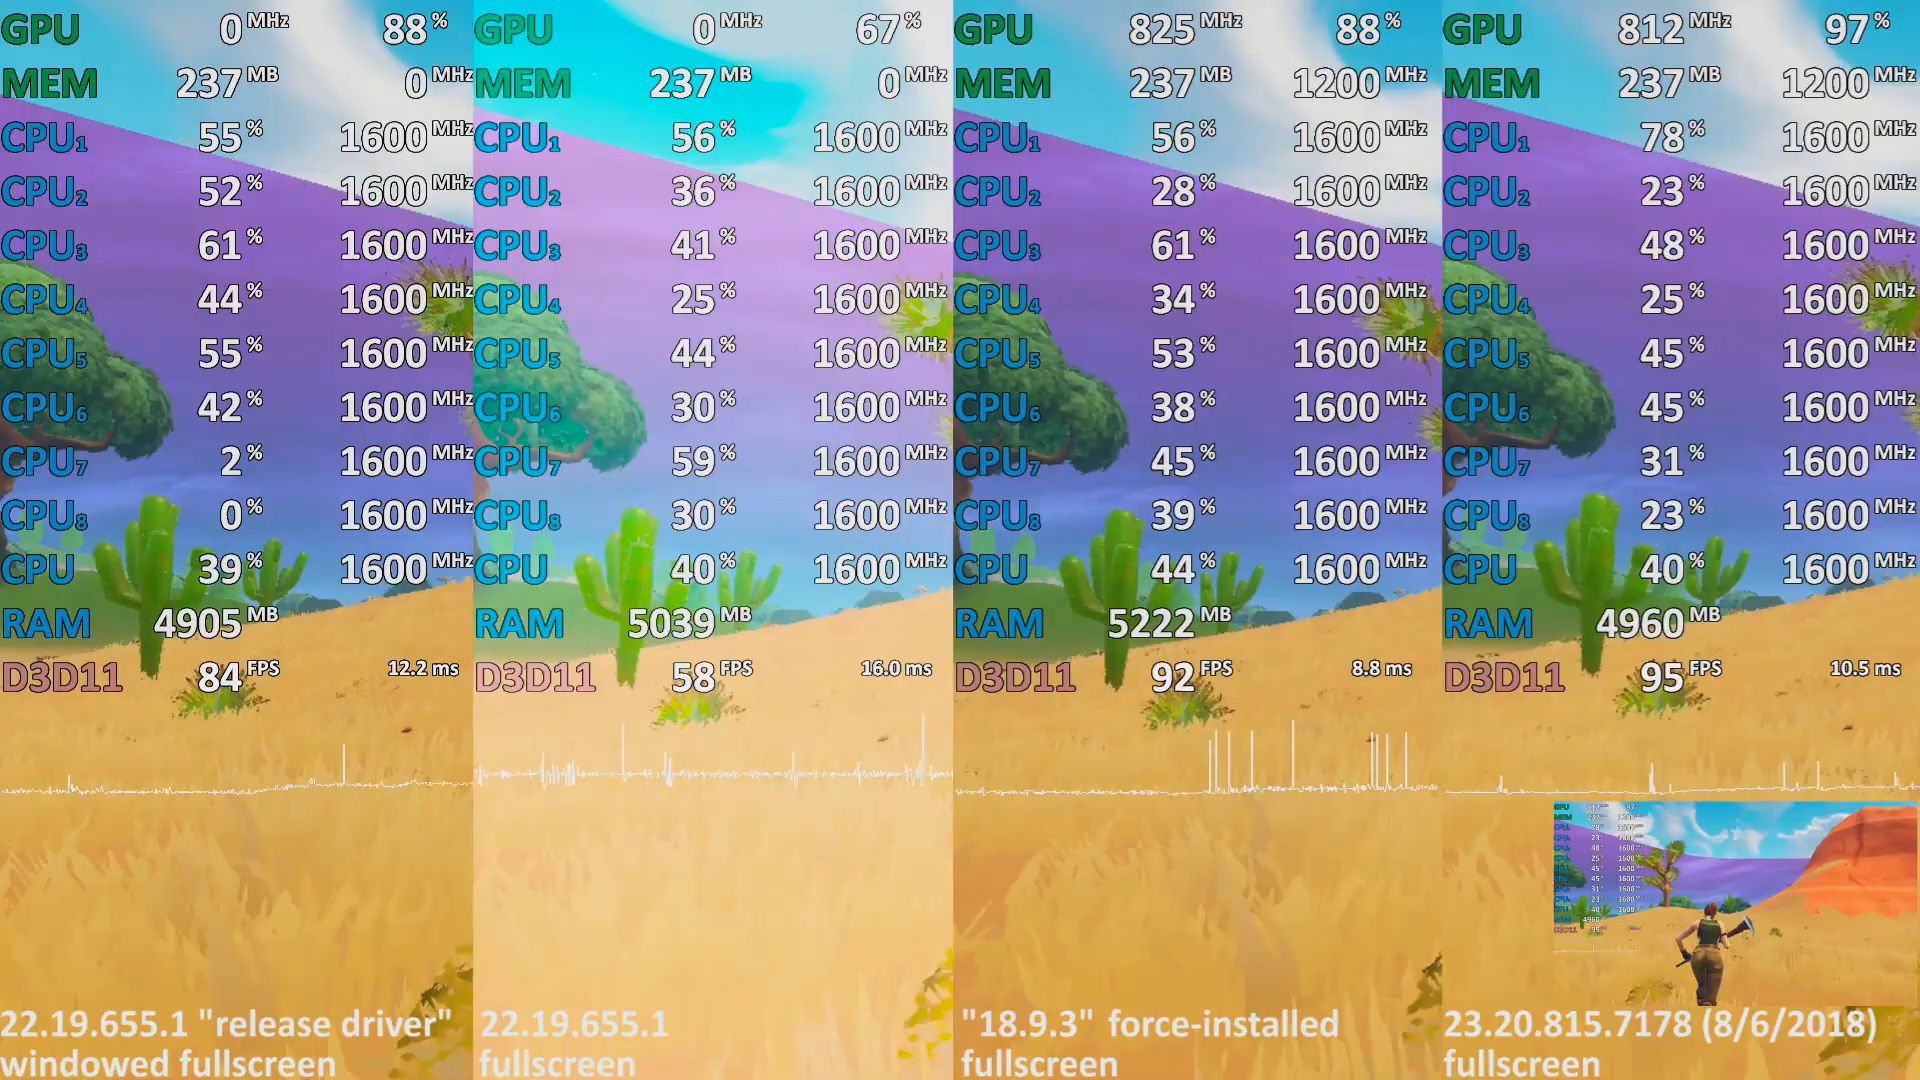 GPU 0 MHz 88 %
MEM 237 MB 0 MHz
CPU1 55 % 1600 MHz
CPU2 52 % 1600 MHz
CPU3 61 % 1600 MHz
CPU4 44 % 1600 MHz
CPU5 55 % 1600 MHz
CPU6 42 % 1600 MHz
CPU7 2 % 1600 MHz
CPU8 0 % 1600 MHz
CPU 39 % 1600 MHz
RAM 4905 MB
D3D11 84 FPS 12.2 ms
22.19.655.1 "release driver"
windowed fullscreen
GPU 0 MHz 67 %
MEM 237 MB 0 MHz
CPU1 56 % 1600 MHz
CPU2 36 % 1600 MHz
CPU3 41 % 1600 MHz
CPU4 25 % 1600 MHz
CPU5 44 % 1600 MHz
CPU6 30 % 1600 MHz
CPU7 59 % 1600 MHz
CPU8 30 % 1600 MHz
CPU 40 % 1600 MHz
RAM 5039 MB
D3D11 58 FPS 16.0 ms
22.19.655.1
fullscreen
GPU 825 MHz 88 %
MEM 237 MB 1200 MHz
CPU1 56 % 1600 MHz
CPU2 28 % 1600 MHz
CPU3 61 % 1600 MHz
CPU4 34 % 1600 MHz
CPU5 53 % 1600 MHz
CPU6 38 % 1600 MHz
CPU7 45 % 1600 MHz
CPU8 39 % 1600 MHz
CPU 44 % 1600 MHz
RAM 5222 MB
D3D11 92 FPS 8.8 ms
"18.9.3" force-installed
fullscreen
GPU 812 MHz 97 %
MEM 237 MB 1200 MHz
CPU1 78 % 1600 MHz
CPU2 23 % 1600 MHz
CPU3 48 % 1600 MHz
CPU4 25 % 1600 MHz
CPU5 45 % 1600 MHz
CPU6 45 % 1600 MHz
CPU7 31 % 1600 MHz
CPU8 23 % 1600 MHz
CPU 40 % 1600 MHz
RAM 4960 MB
D3D11 95 FPS 10.5 ms
23.20.815.7178 (8/6/2018)
fullscreen